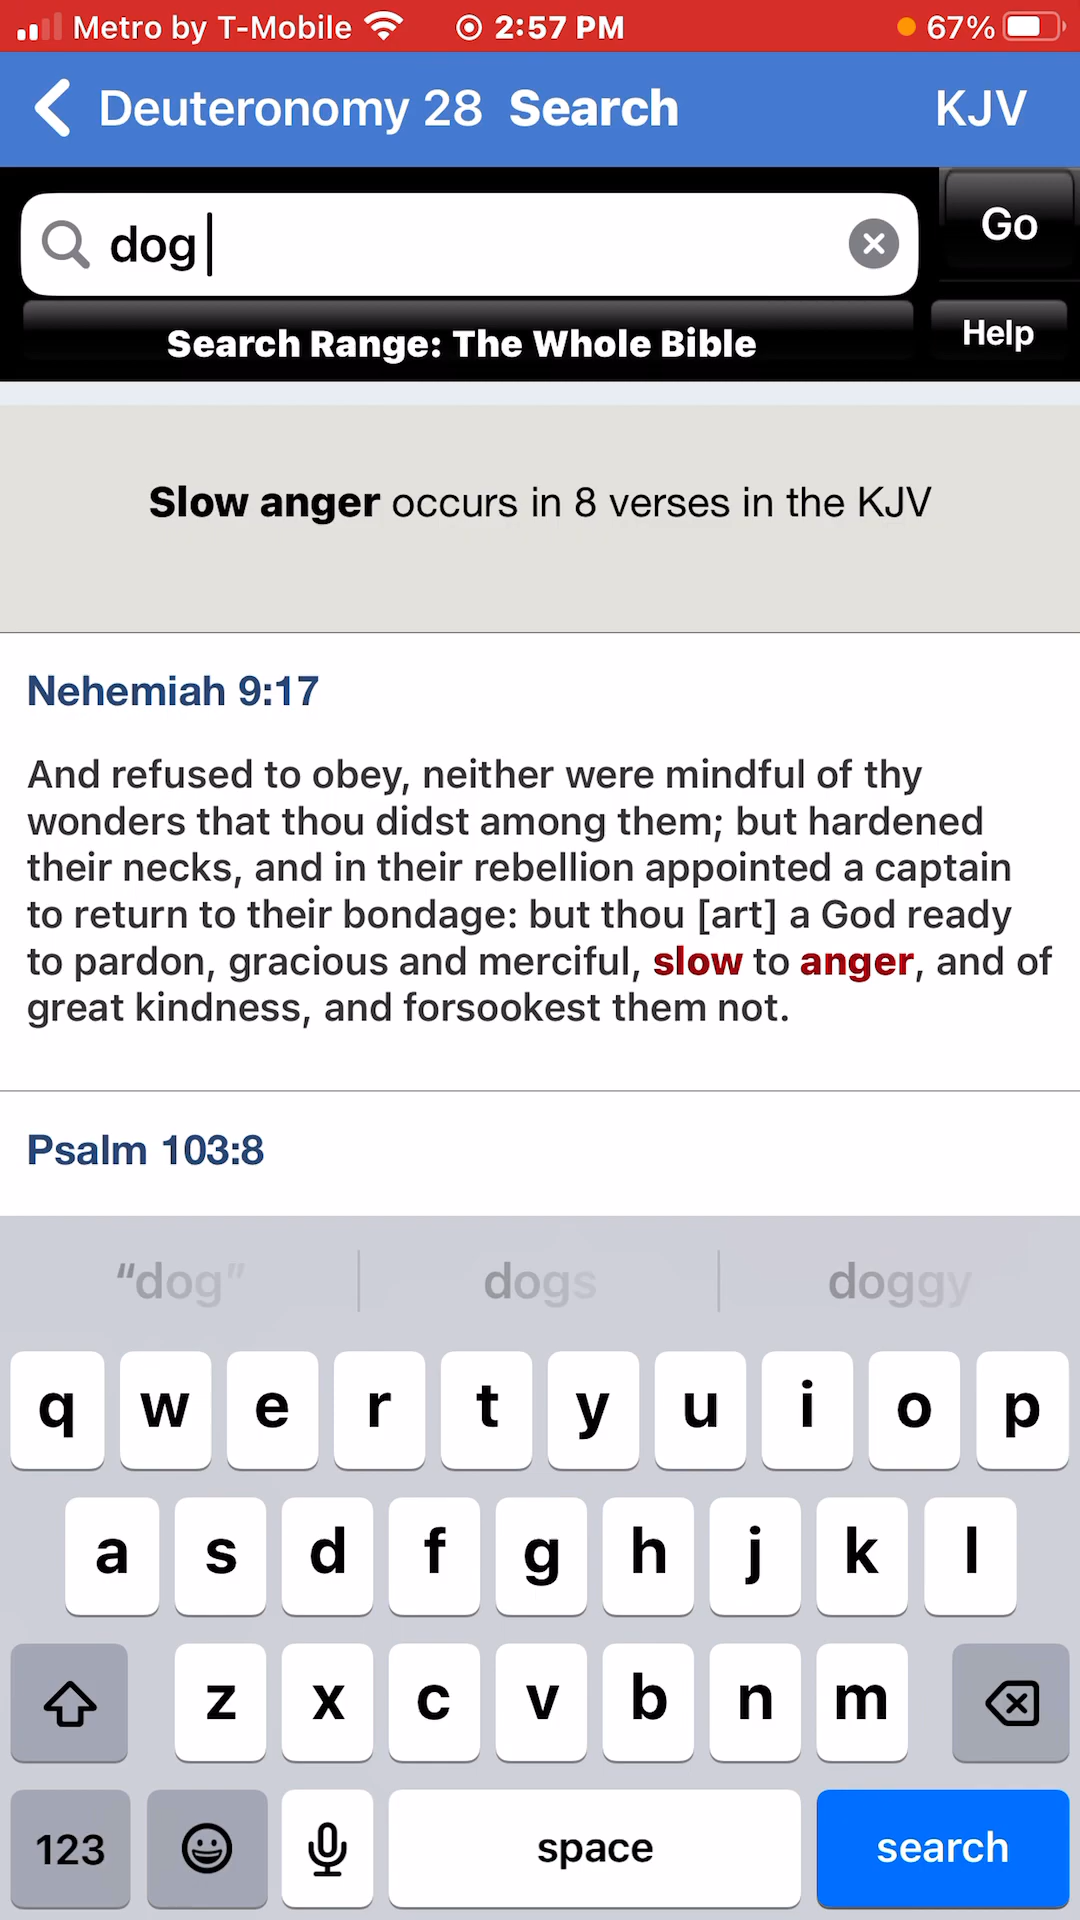 Metro by T-Mobile 2:57 PM 67%
Deuteronomy 28 Search KJV
dog
Go
Search Range: The Whole Bible
Help
Slow anger occurs in 8 verses in the KJV
Nehemiah 9:17
And refused to obey, neither were mindful of thy
wonders that thou didst among them; but hardened
their necks, and in their rebellion appointed a captain
to return to their bondage: but thou [art] a God ready
to pardon, gracious and merciful, slow to anger, and of
great kindness, and forsookest them not.
Psalm 103:8
“dog” dogs doggy
q w e r t y u i o p
a s d f g h j k l
z x c v b n m
123 space search